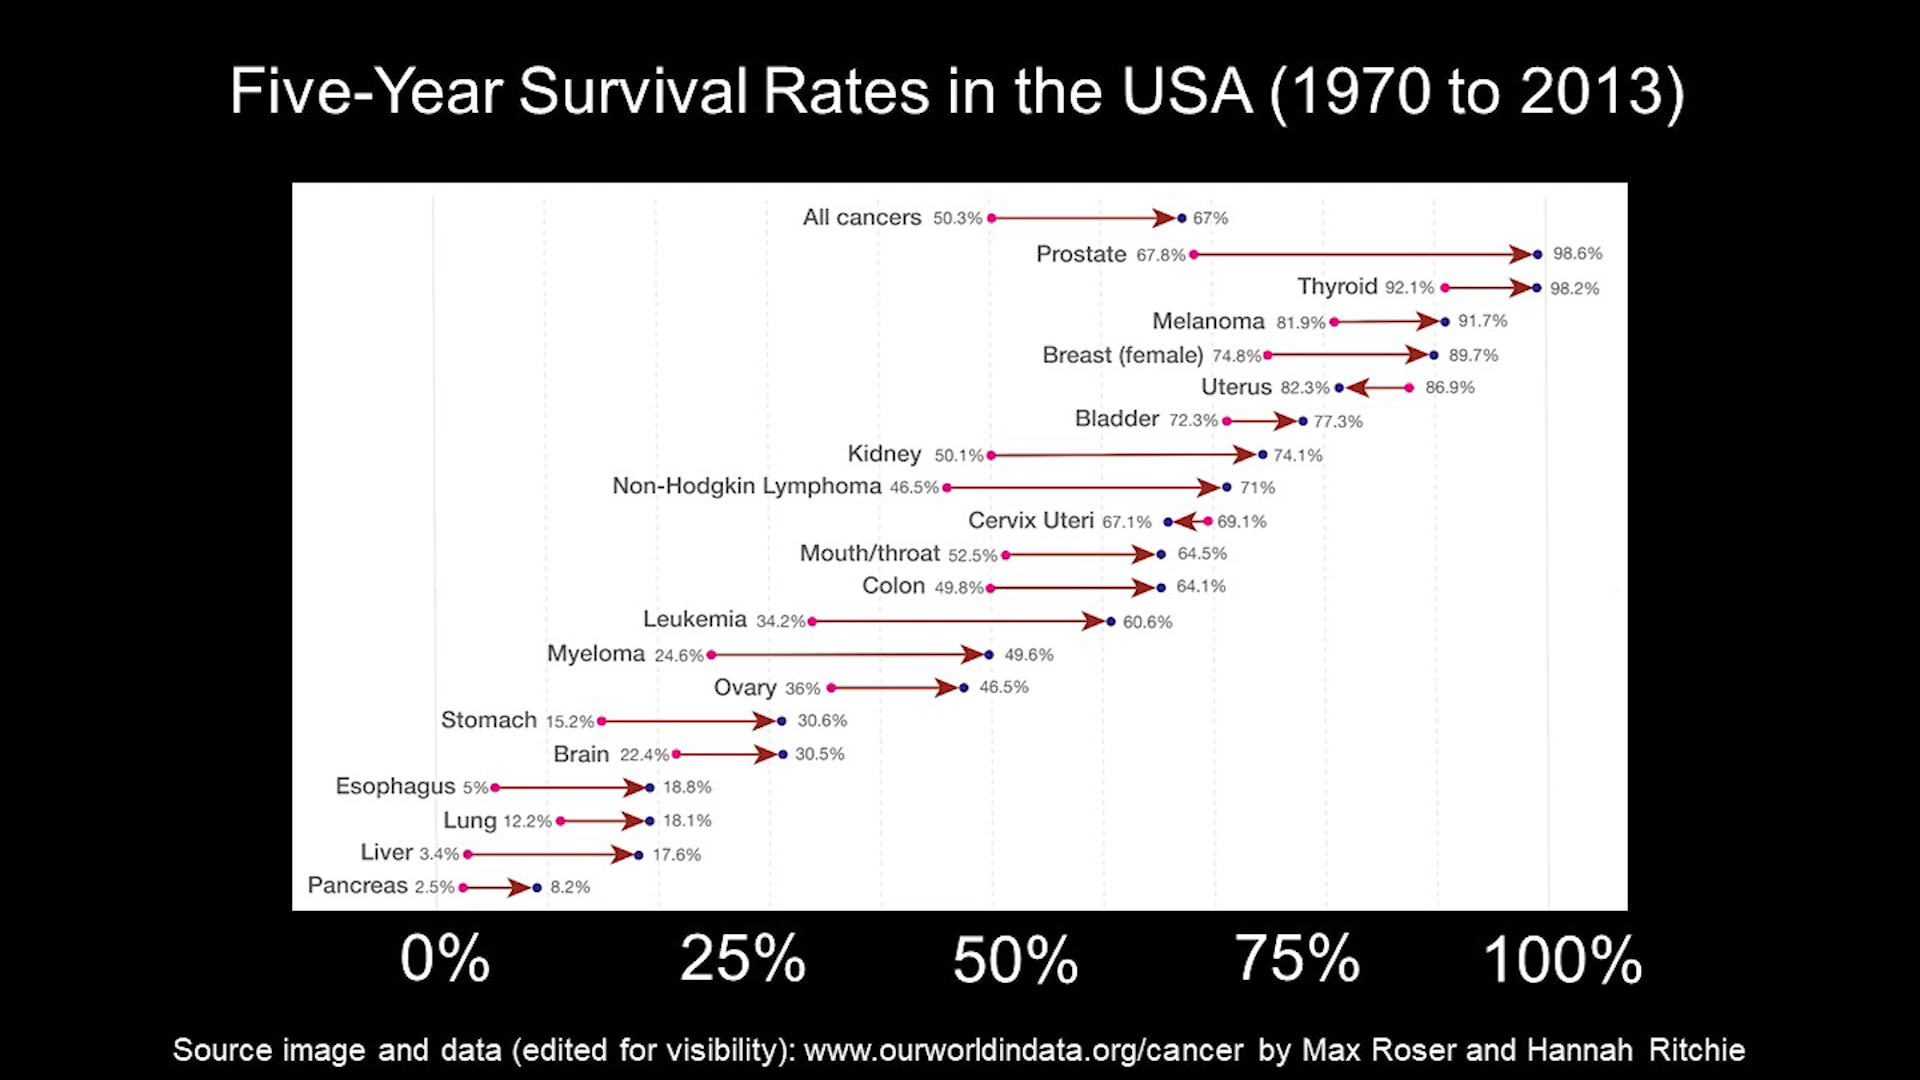 Five-Year Survival Rates in the USA (1970 to 2013)
All cancers 50.3% 67%
Prostate 67.8% 98.6%
Thyroid 92.1% 98.2%
Melanoma 81.9% 91.7%
Breast (female) 74.8% 89.7%
Uterus 82.3% 86.9%
Bladder 72.3% 77.3%
Kidney 50.1% 74.1%
Non-Hodgkin Lymphoma 46.5% 71%
Cervix Uteri 67.1% 69.1%
Mouth/throat 52.5% 64.5%
Colon 49.8% 64.1%
Leukemia 34.2% 60.6%
Myeloma 24.6% 49.6%
Ovary 36% 46.5%
Stomach 15.2% 30.6%
Brain 22.4% 30.5%
Esophagus 5% 18.8%
Lung 12.2% 18.1%
Liver 3.4% 17.6%
Pancreas 2.5% 8.2%
0% 25% 50% 75% 100%
Source image and data (edited for visibility): www.ourworldindata.org/cancer by Max Roser and Hannah Ritchie